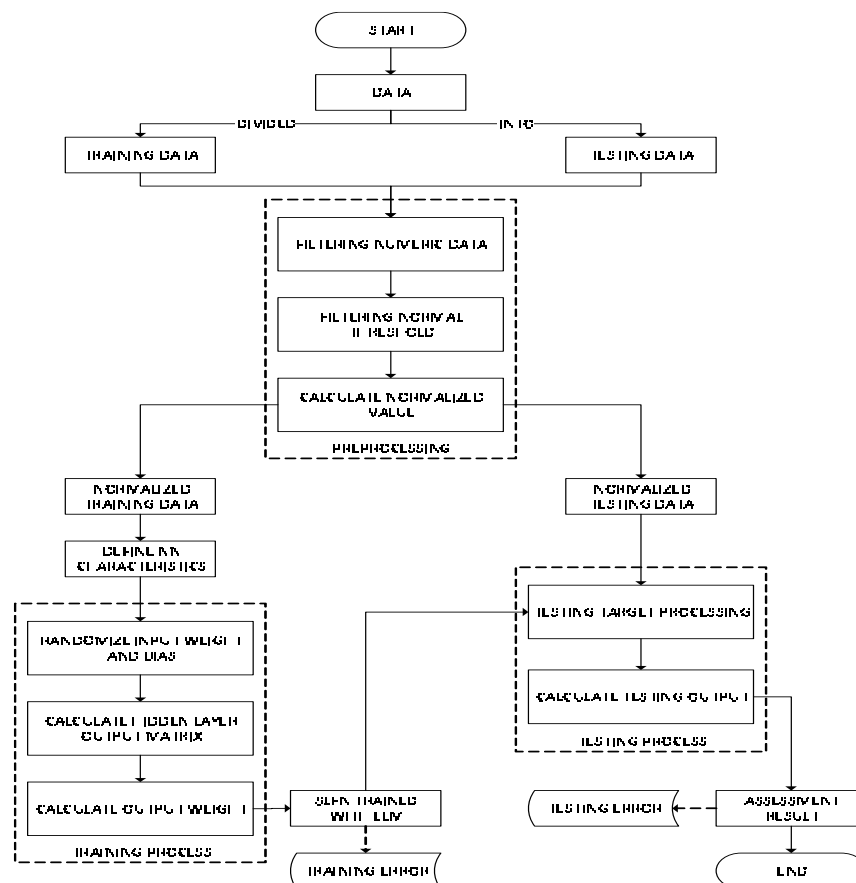 START
DATA
DIVIDED
INTO
TRAINING DATA
TESTING DATA
FILTERING NUMERIC DATA
FILTERING NORMAL
THRESHOLD
CALCULATE NORMALIZED
VALUE
PREPROCESSING
NORMALIZED
TRAINING DATA
NORMALIZED
TESTING DATA
DEFINE NN
CHARACTERISTICS
RANDOMIZE INPUT WEIGHT
AND BIAS
CALCULATE HIDDEN LAYER
OUTPUT MATRIX
CALCULATE OUTPUT WEIGHT
TRAINING PROCESS
TESTING TARGET PROCESSING
CALCULATE TESTING OUTPUT
TESTING PROCESS
SLFN TRAINED
WITH ELM
TRAINING ERROR
TESTING ERROR
ASSESSMENT
RESULT
END